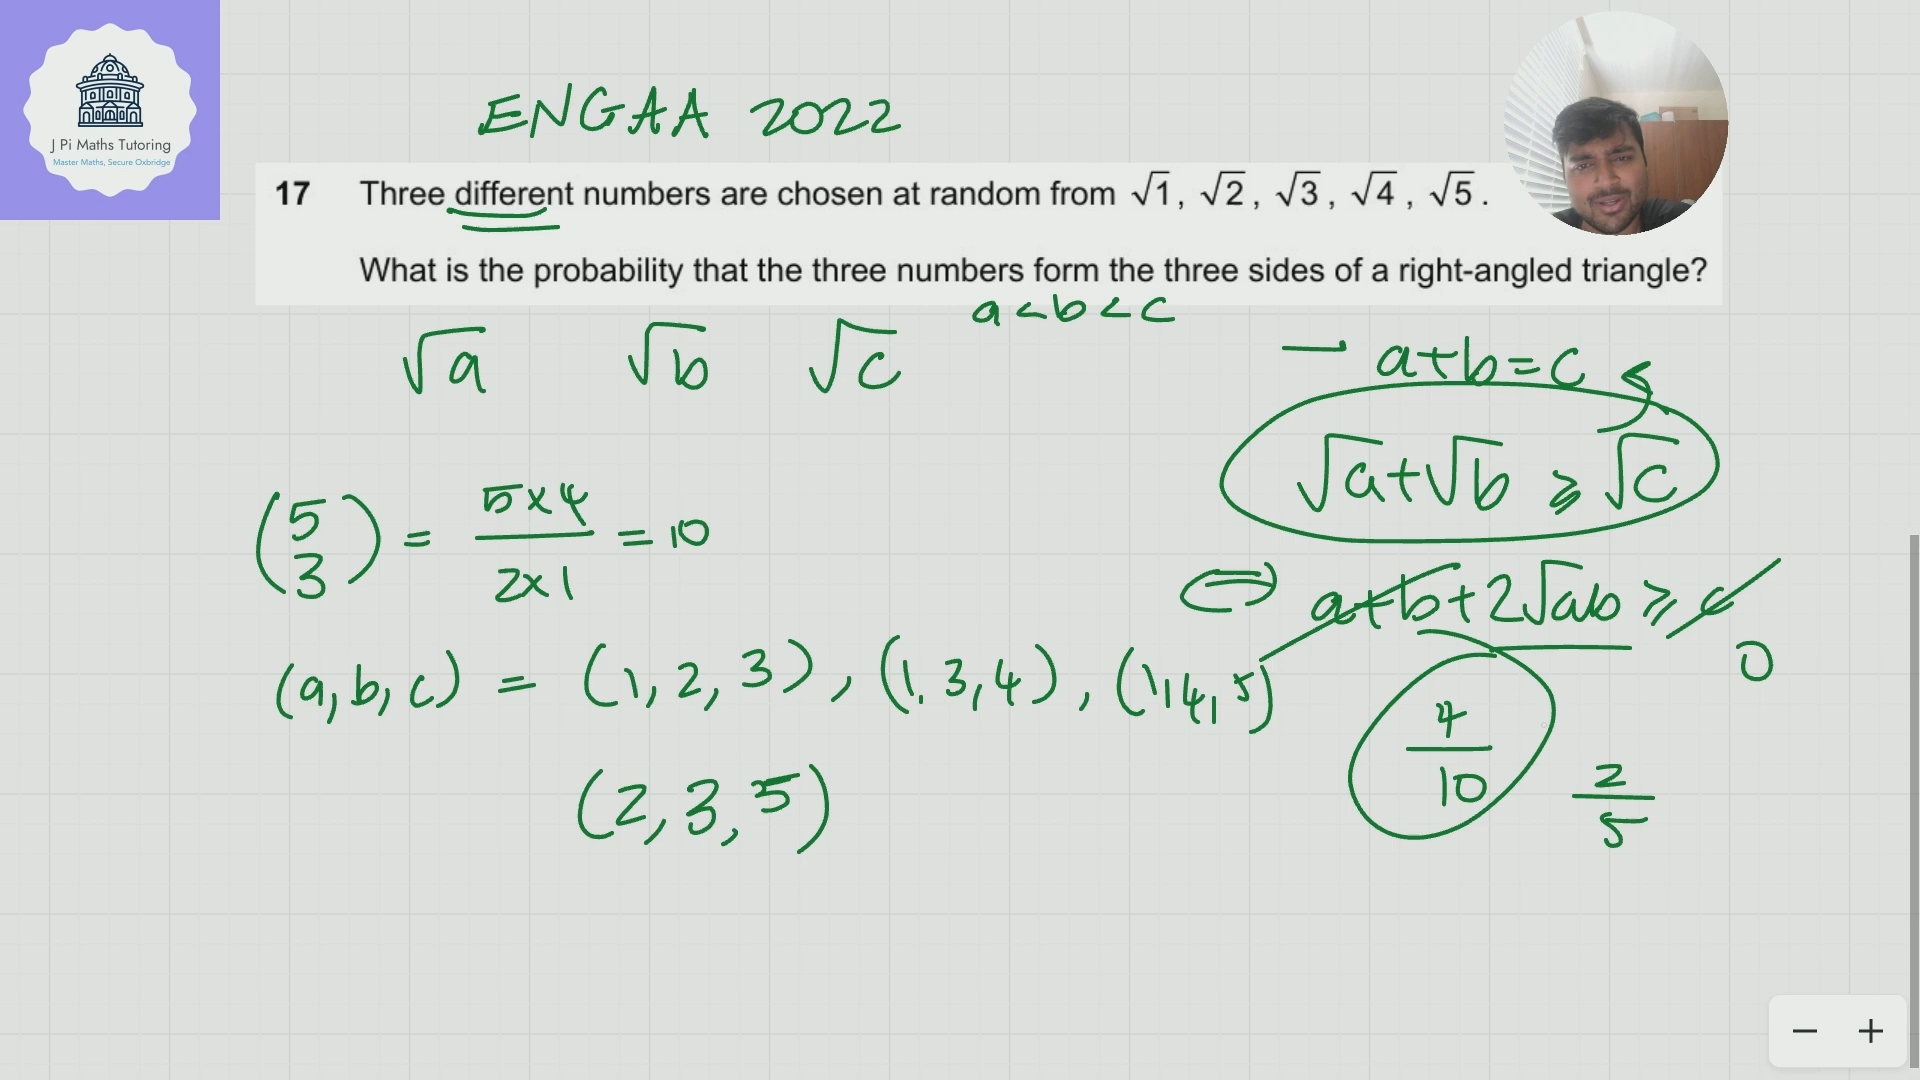 J Pi Maths Tutoring
Master Maths, Secure Oxbridge
ENGAA 2022
17 Three different numbers are chosen at random from √1, √2, √3, √4, √5.
What is the probability that the three numbers form the three sides of a right-angled triangle?
a < b < c
√a √b √c
— a+b=c
√a+√b ≥ √c
(5 3) = 5×4 / 2×1 = 10
⇔ a+b+2√ab ≥ c
0
(a, b, c) = (1, 2, 3), (1, 3, 4), (1, 4, 5)
4/10
(2, 3, 5)
2/5
− +